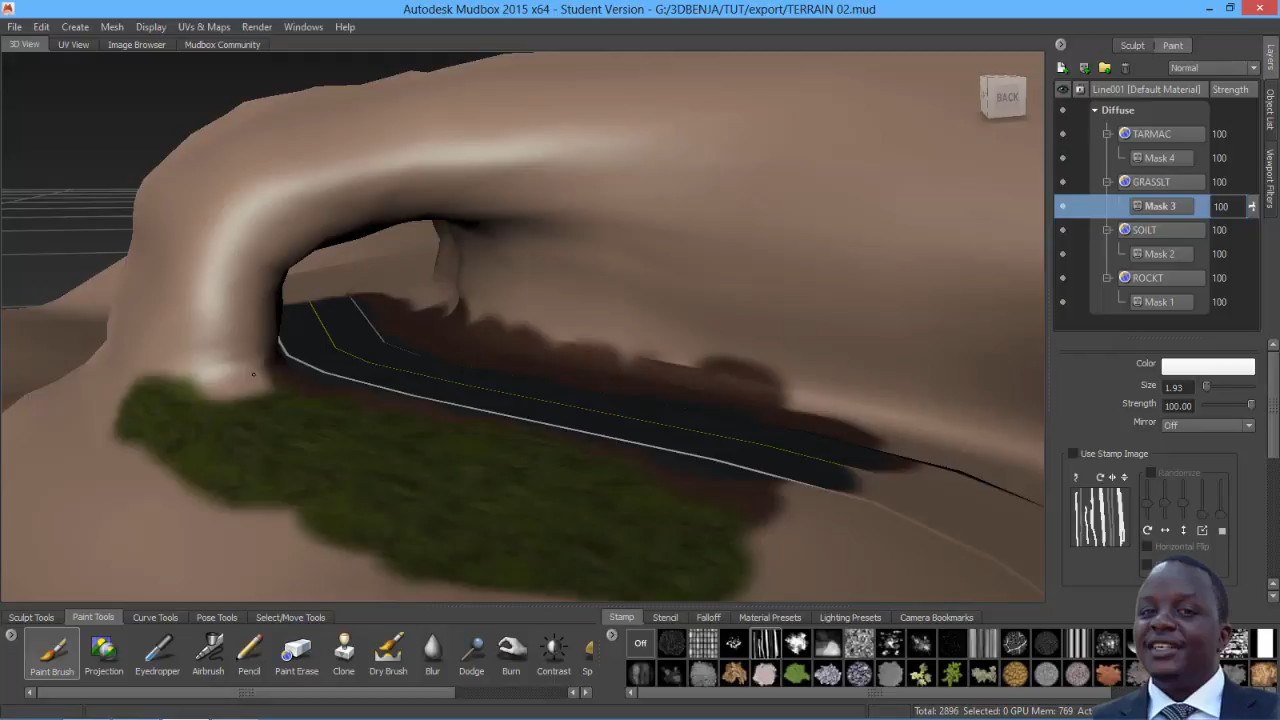 Autodesk Mudbox 2015 x64 - Student Version - G:/3DBENJA/TUT/export/TERRAIN 02.mud
File Edit Create Mesh Display UVs & Maps Render Windows Help
3D View UV View Image Browser Mudbox Community
Sculpt Paint
Normal
Line001 [Default Material] Strength
Diffuse
TARMAC 100
Mask 4 100
GRASSLT 100
Mask 3 100
SOILT 100
Mask 2 100
ROCKT 100
Mask 1 100
Layers
Object List
Viewport Filters
BACK
Color
Size 1.93
Strength 100.00
Mirror Off
Use Stamp Image
Randomize
Horizontal Flip
Sculpt Tools Paint Tools Curve Tools Pose Tools Select/Move Tools
Stamp Stencil Falloff Material Presets Lighting Presets Camera Bookmarks
Off
Paint Brush Projection Eyedropper Airbrush Pencil Paint Erase Clone Dry Brush Blur Dodge Burn Contrast Sp
Total: 2896 Selected: 0 GPU Mem: 769 Act